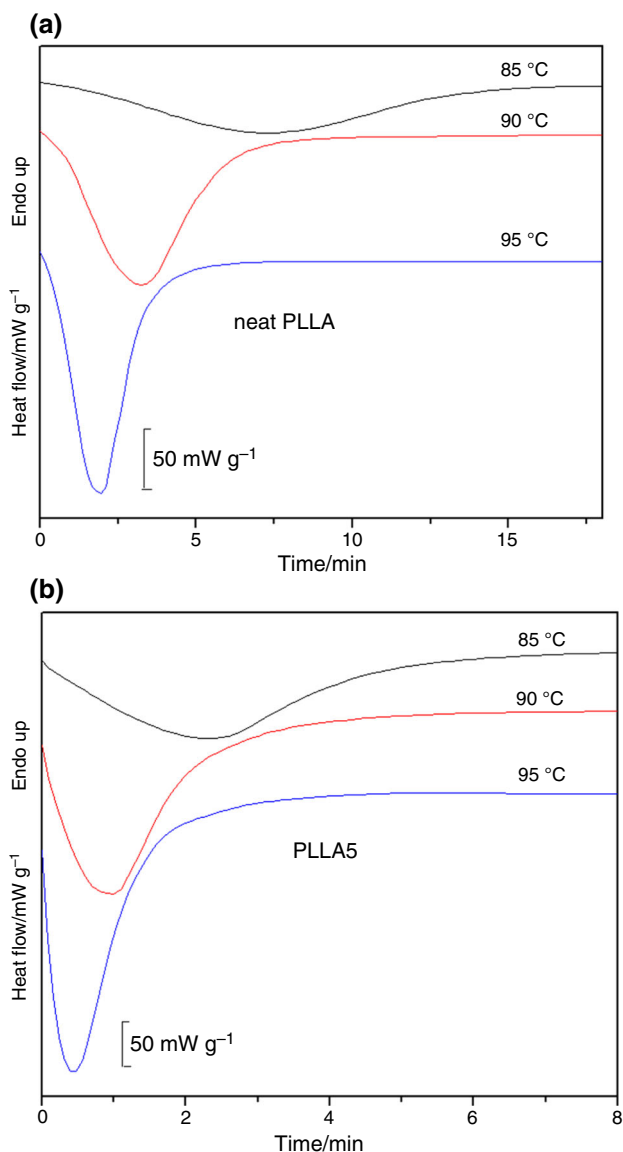 (a)
85 °C
90 °C
95 °C
neat PLLA
50 mW g⁻¹
Heat flow/mW g⁻¹ Endo up
0 5 10 15
Time/min
(b)
85 °C
90 °C
95 °C
PLLA5
50 mW g⁻¹
Heat flow/mW g⁻¹ Endo up
0 2 4 6 8
Time/min